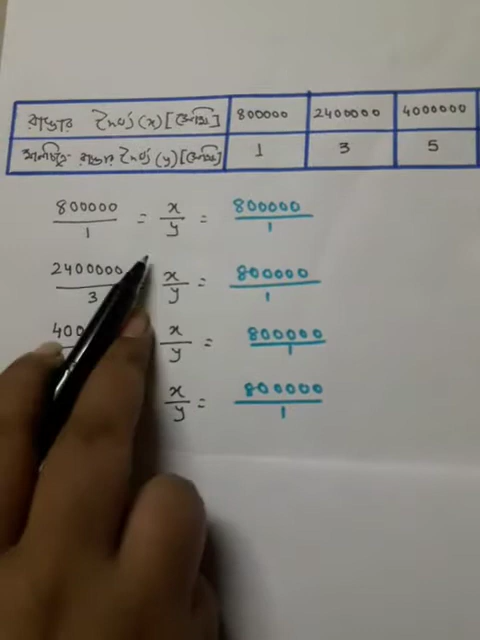 রাস্তার দৈর্ঘ্য (x) [সেমি] 800000 2400000 4000000
মানচিত্রে রাস্তার দৈর্ঘ্য (y) [সেমি] 1 3 5
800000/1 = x/y = 800000/1
2400000/3 x/y = 800000/1
400 x/y = 800000/1
x/y = 800000/1